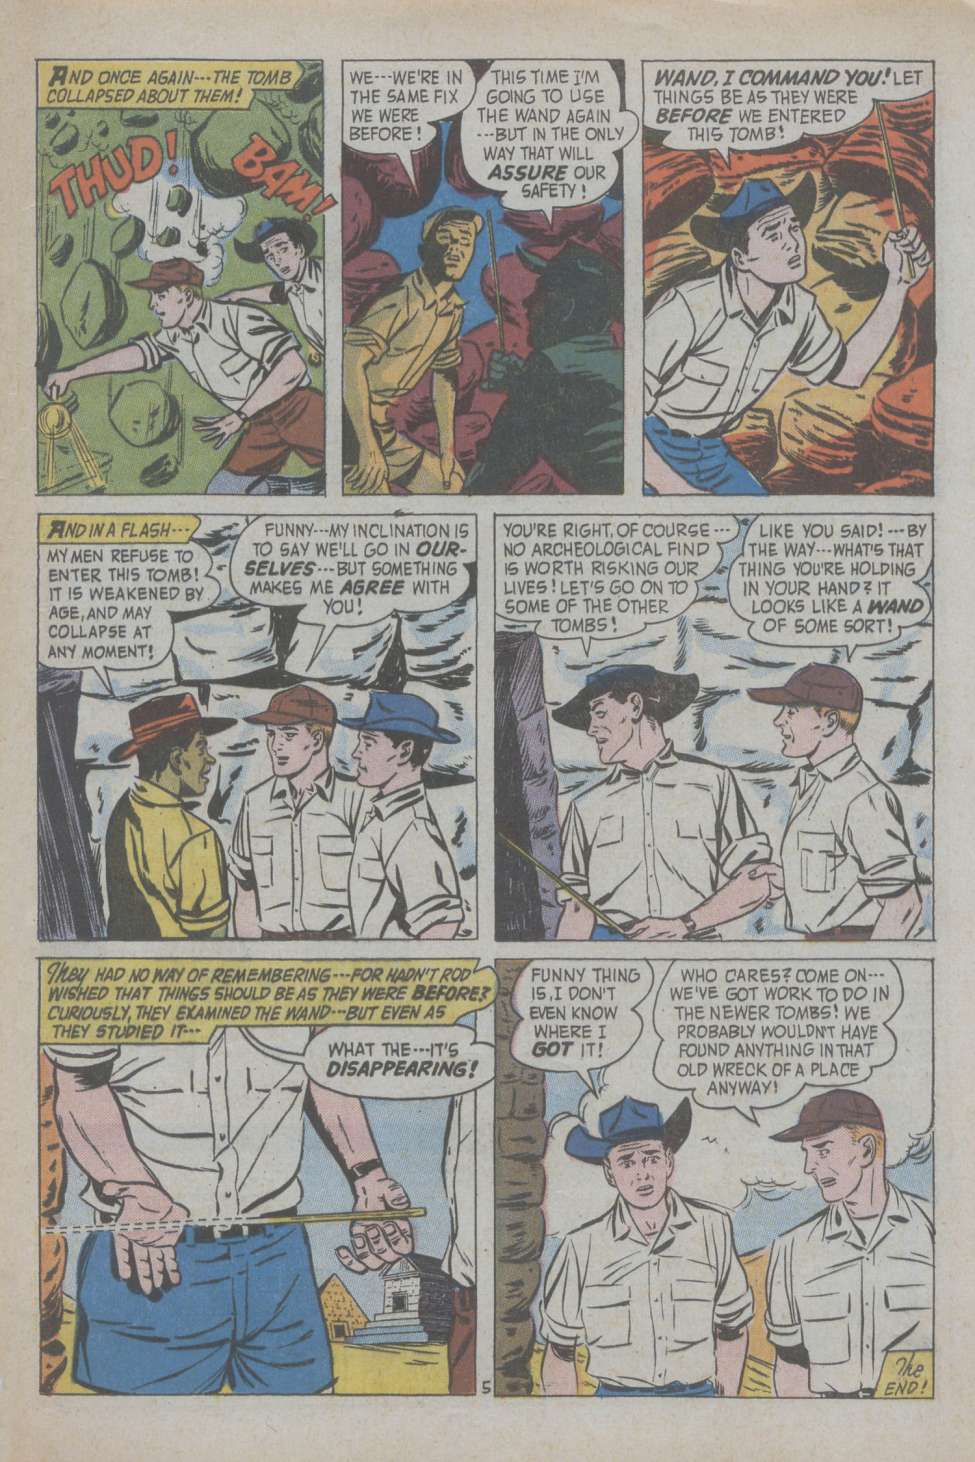 AND ONCE AGAIN---THE TOMB
COLLAPSED ABOUT THEM!
THUD!
BAM!
WE---WE'RE IN
THE SAME FIX
WE WERE
BEFORE!
THIS TIME I'M
GOING TO USE
THE WAND AGAIN
---BUT IN THE ONLY
WAY THAT WILL
ASSURE OUR
SAFETY!
WAND, I COMMAND YOU! LET
THINGS BE AS THEY WERE
BEFORE WE ENTERED
THIS TOMB!
AND IN A FLASH---
MY MEN REFUSE TO
ENTER THIS TOMB!
IT IS WEAKENED BY
AGE, AND MAY
COLLAPSE AT
ANY MOMENT!
FUNNY---MY INCLINATION IS
TO SAY WE'LL GO IN OUR-
SELVES---BUT SOMETHING
MAKES ME AGREE WITH
YOU!
YOU'RE RIGHT, OF COURSE---
NO ARCHEOLOGICAL FIND
IS WORTH RISKING OUR
LIVES! LET'S GO ON TO
SOME OF THE OTHER
TOMBS!
LIKE YOU SAID!---BY
THE WAY---WHAT'S THAT
THING YOU'RE HOLDING
IN YOUR HAND? IT
LOOKS LIKE A WAND
OF SOME SORT!
THEY HAD NO WAY OF REMEMBERING---FOR HADN'T ROD
WISHED THAT THINGS SHOULD BE AS THEY WERE BEFORE?
CURIOUSLY, THEY EXAMINED THE WAND---BUT EVEN AS
THEY STUDIED IT---
WHAT THE---IT'S
DISAPPEARING!
5
FUNNY THING
IS, I DON'T
EVEN KNOW
WHERE I
GOT IT!
WHO CARES? COME ON---
WE'VE GOT WORK TO DO IN
THE NEWER TOMBS! WE
PROBABLY WOULDN'T HAVE
FOUND ANYTHING IN THAT
OLD WRECK OF A PLACE
ANYWAY!
The
END!